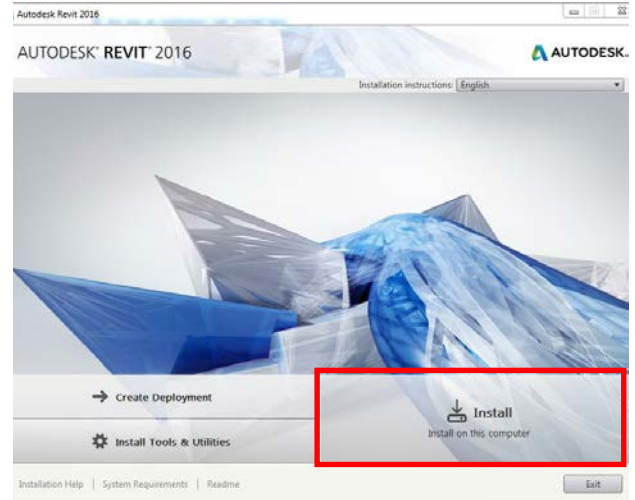 Autodesk Revit 2016
AUTODESK® REVIT® 2016
AUTODESK.
Installation instructions: English
Create Deployment
Install Tools & Utilities
Install
Install on this computer
Installation Help | System Requirements | Readme
Exit